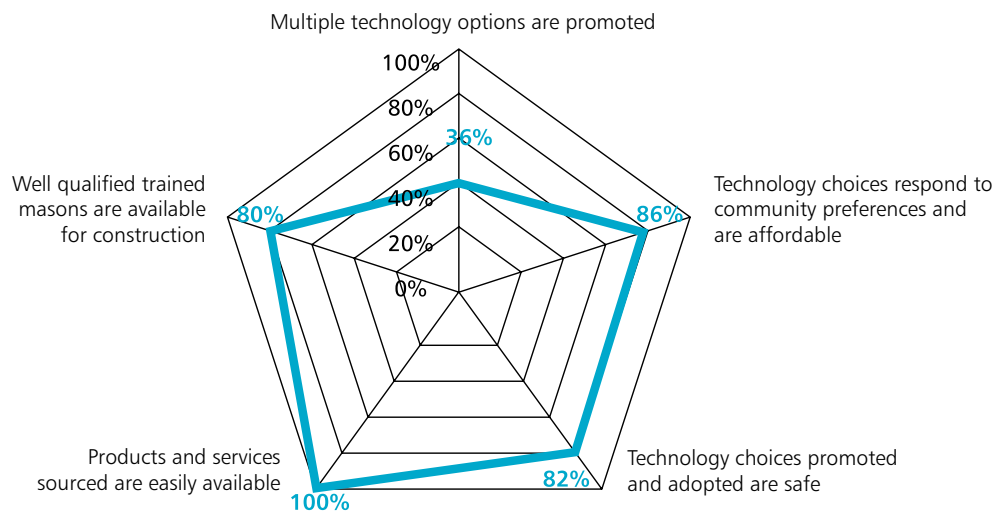 Multiple technology options are promoted
100%
80%
36%
60%
40%
20%
0%
Well qualified trained
masons are available
for construction
80%
86%
Technology choices respond to
community preferences and
are affordable
Products and services
sourced are easily available
100%
82%
Technology choices promoted
and adopted are safe